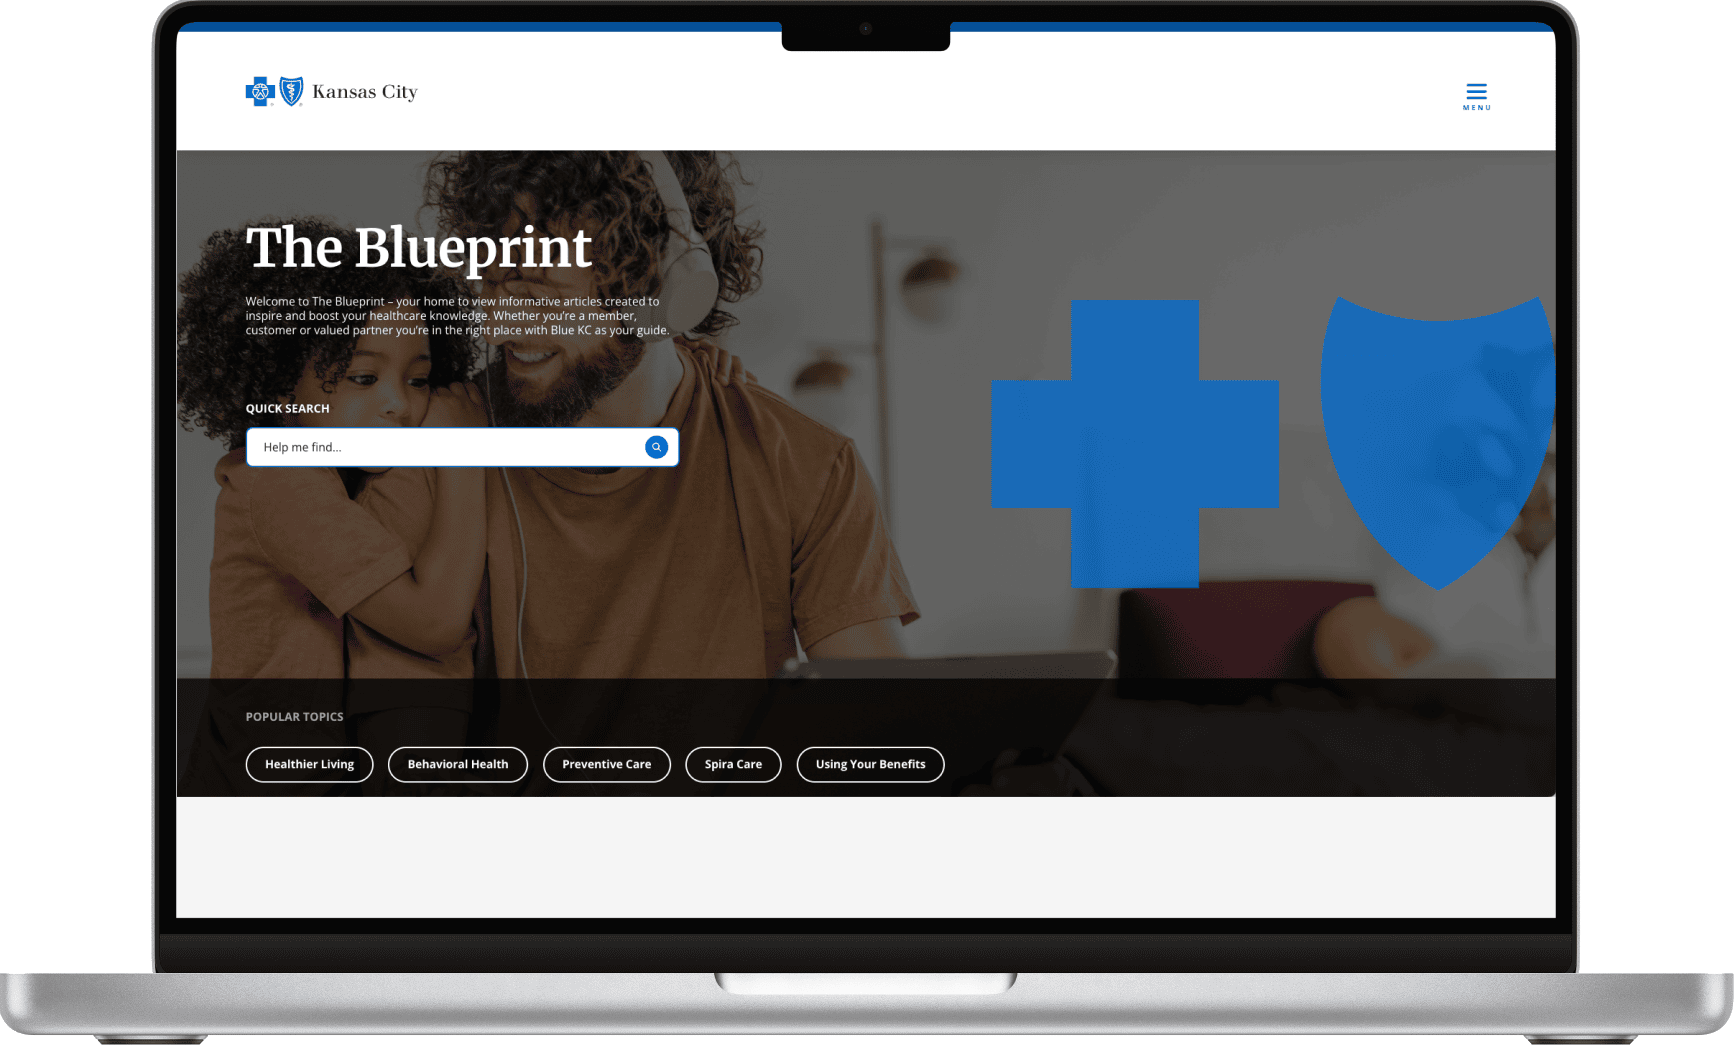 Kansas City
MENU
The Blueprint
Welcome to The Blueprint – your home to view informative articles created to
inspire and boost your healthcare knowledge. Whether you're a member,
customer or valued partner you're in the right place with Blue KC as your guide.
QUICK SEARCH
Help me find...
POPULAR TOPICS
Healthier Living
Behavioral Health
Preventive Care
Spira Care
Using Your Benefits